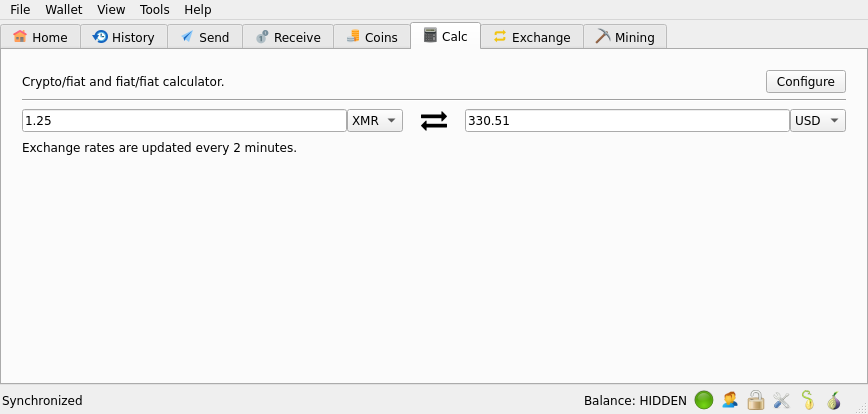 File Wallet View Tools Help
Home History Send Receive Coins Calc Exchange Mining
Crypto/fiat and fiat/fiat calculator. Configure
1.25 XMR 330.51 USD
Exchange rates are updated every 2 minutes.
Synchronized Balance: HIDDEN